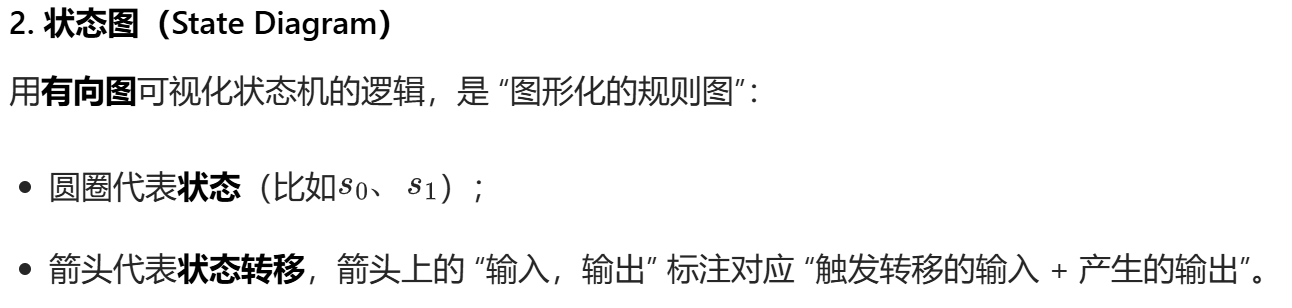 2. 状态图（State Diagram）
用有向图可视化状态机的逻辑，是 “图形化的规则图”：
• 圆圈代表状态（比如s₀、 s₁）；
• 箭头代表状态转移，箭头上的 “输入，输出” 标注对应 “触发转移的输入 + 产生的输出”。